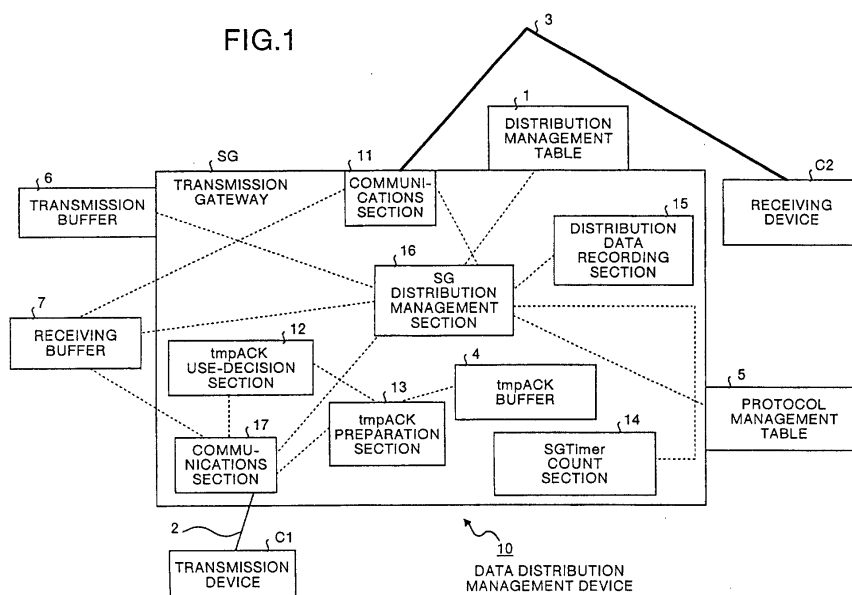 FIG.1
3
1
DISTRIBUTION
MANAGEMENT
TABLE
SG
TRANSMISSION
GATEWAY
11
COMMUNI-
CATIONS
SECTION
C2
RECEIVING
DEVICE
6
TRANSMISSION
BUFFER
15
DISTRIBUTION
DATA
RECORDING
SECTION
16
SG
DISTRIBUTION
MANAGEMENT
SECTION
7
RECEIVING
BUFFER
12
tmpACK
USE-DECISION
SECTION
4
tmpACK
BUFFER
13
tmpACK
PREPARATION
SECTION
5
PROTOCOL
MANAGEMENT
TABLE
17
COMMU-
NICATIONS
SECTION
14
SGTimer
COUNT
SECTION
2
C1
TRANSMISSION
DEVICE
10
DATA DISTRIBUTION
MANAGEMENT DEVICE